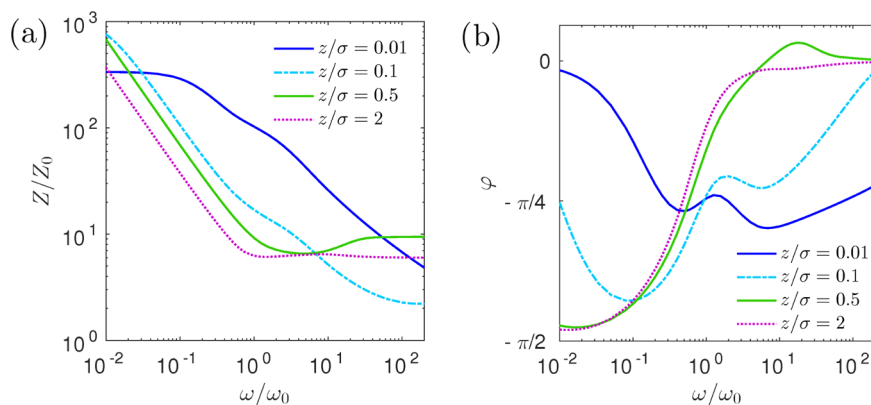 (a)
10^3
10^2
10^1
10^0
Z/Z_0
10^-2
10^-1
10^0
10^1
10^2
ω/ω_0
z/σ = 0.01
z/σ = 0.1
z/σ = 0.5
z/σ = 2
(b)
0
- π/4
- π/2
φ
10^-2
10^-1
10^0
10^1
10^2
ω/ω_0
z/σ = 0.01
z/σ = 0.1
z/σ = 0.5
z/σ = 2